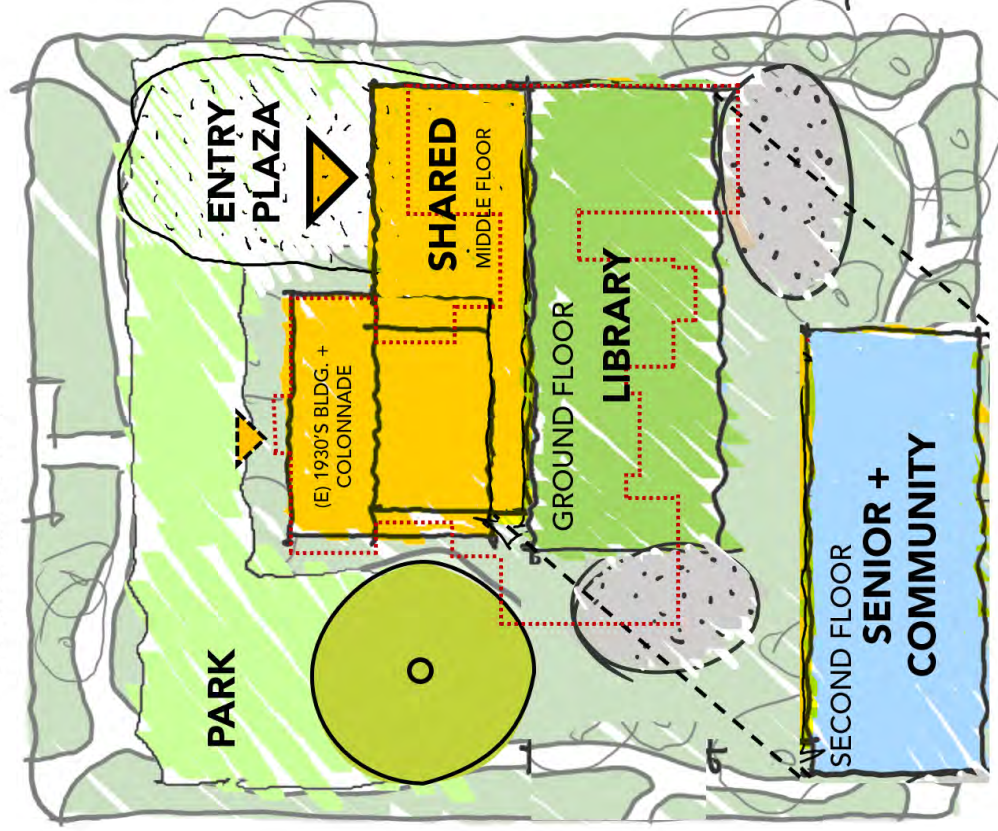 ENTRY
PLAZA
SHARED
MIDDLE FLOOR
(E) 1930'S BLDG. +
COLONNADE
GROUND FLOOR
LIBRARY
PARK
SECOND FLOOR
SENIOR +
COMMUNITY